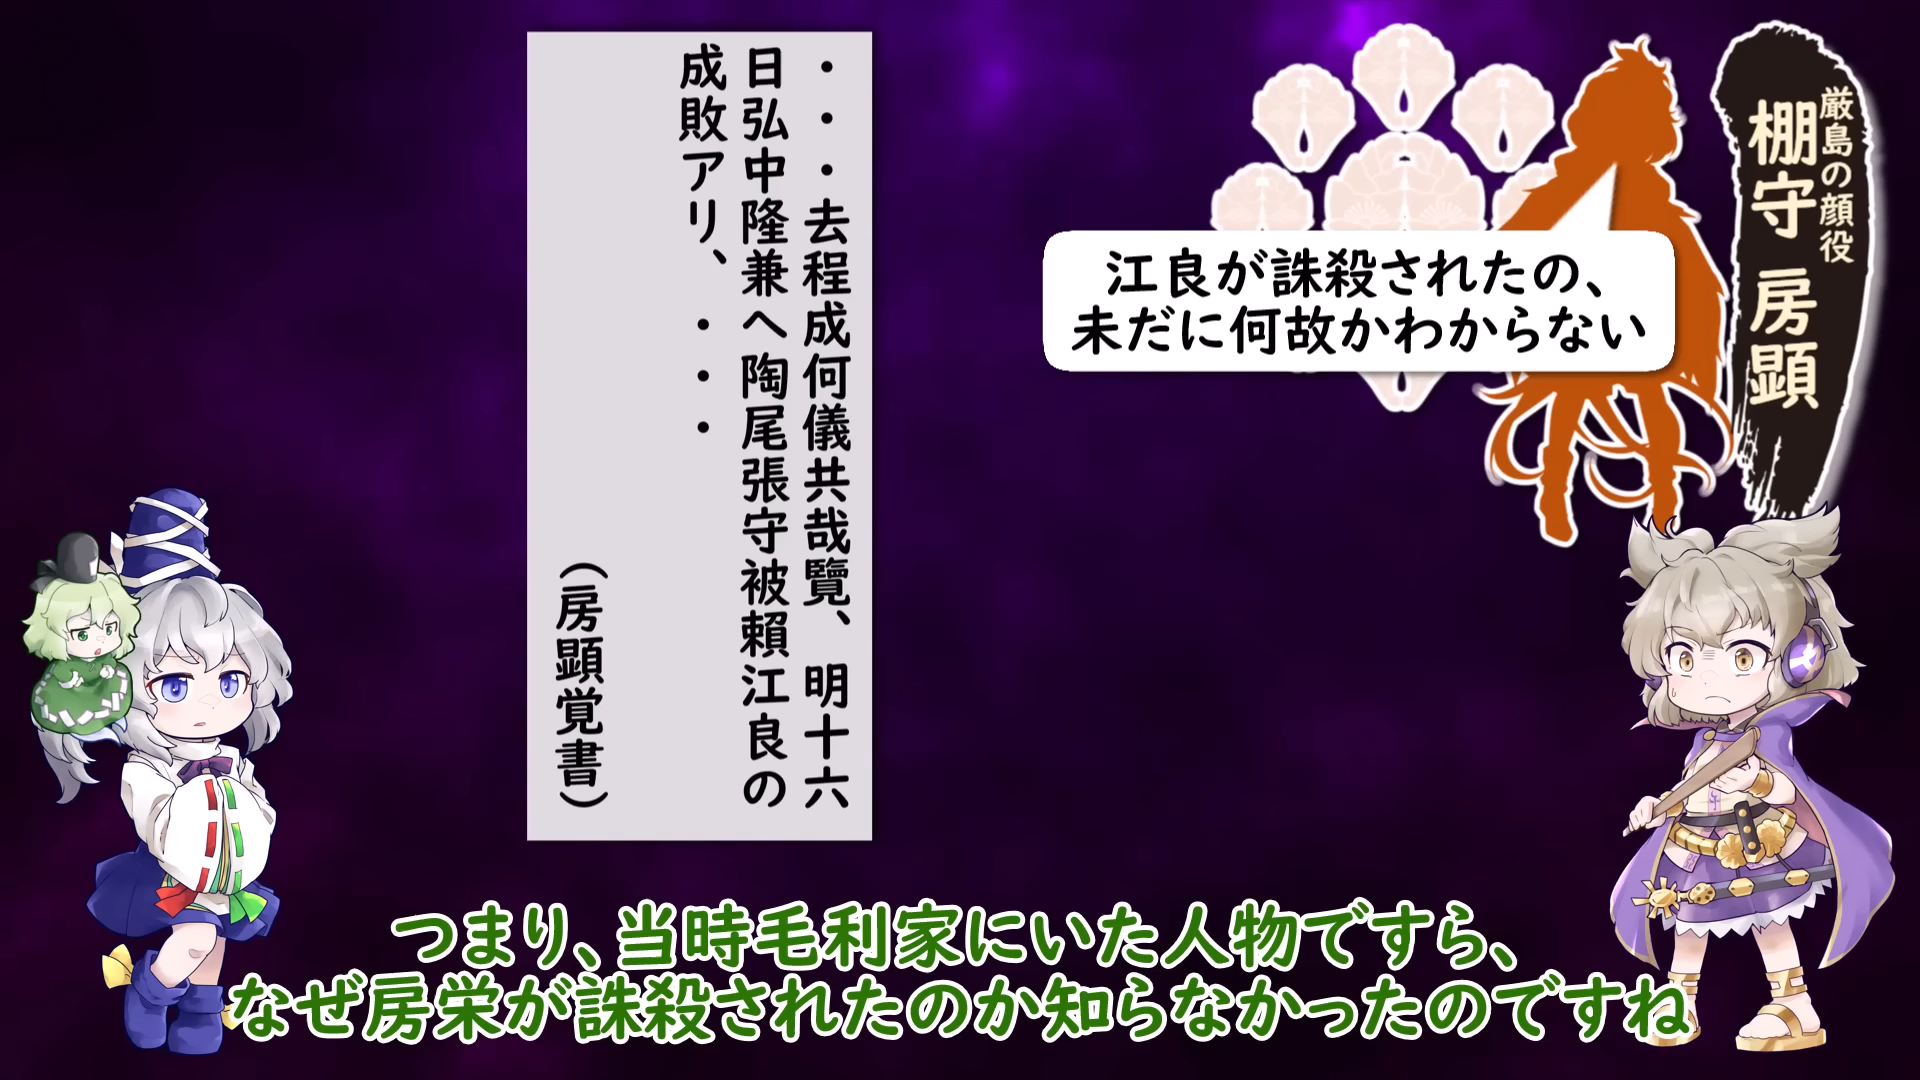 ・・・去程成何儀共哉覽、明十六
日弘中隆兼へ陶尾張守被賴江良の
成敗アリ、・・・
（房顕覚書）
厳島の顔役
棚守 房顕
江良が誅殺されたの、
未だに何故かわからない
つまり、当時毛利家にいた人物ですら、
なぜ房栄が誅殺されたのか知らなかったのですね